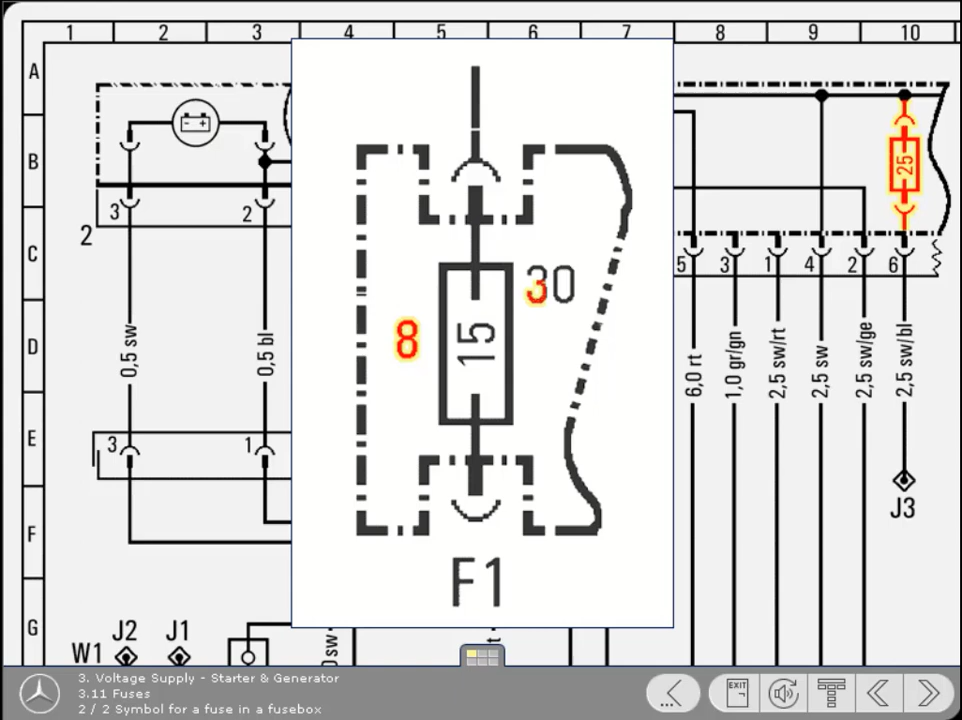 1 2 3 4 5 6 7 8 9 10
A
B
C
D
E
F
G
- +
3
2
2
0,5 sw
0,5 bl
3
1
J2
J1
W1
30
8
15
F1
25
5 3 1 4 2 6
6,0 rt
1,0 gr/gn
2,5 sw/rt
2,5 sw
2,5 sw/ge
2,5 sw/bl
J3
3. Voltage Supply - Starter & Generator
3.11 Fuses
2 / 2 Symbol for a fuse in a fusebox
...
EXIT